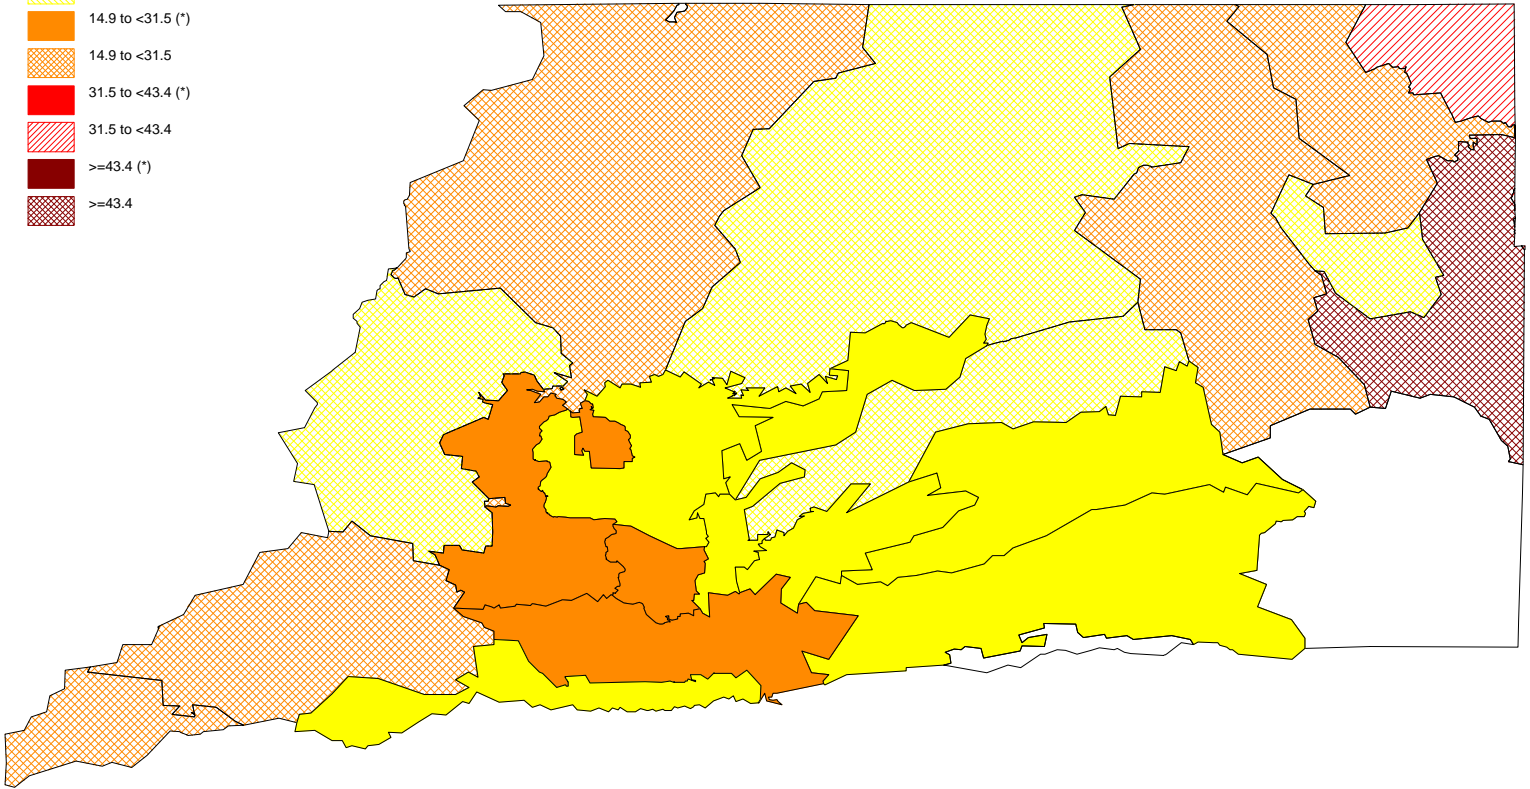 14.9 to <31.5 (*)
14.9 to <31.5
31.5 to <43.4 (*)
31.5 to <43.4
>=43.4 (*)
>=43.4